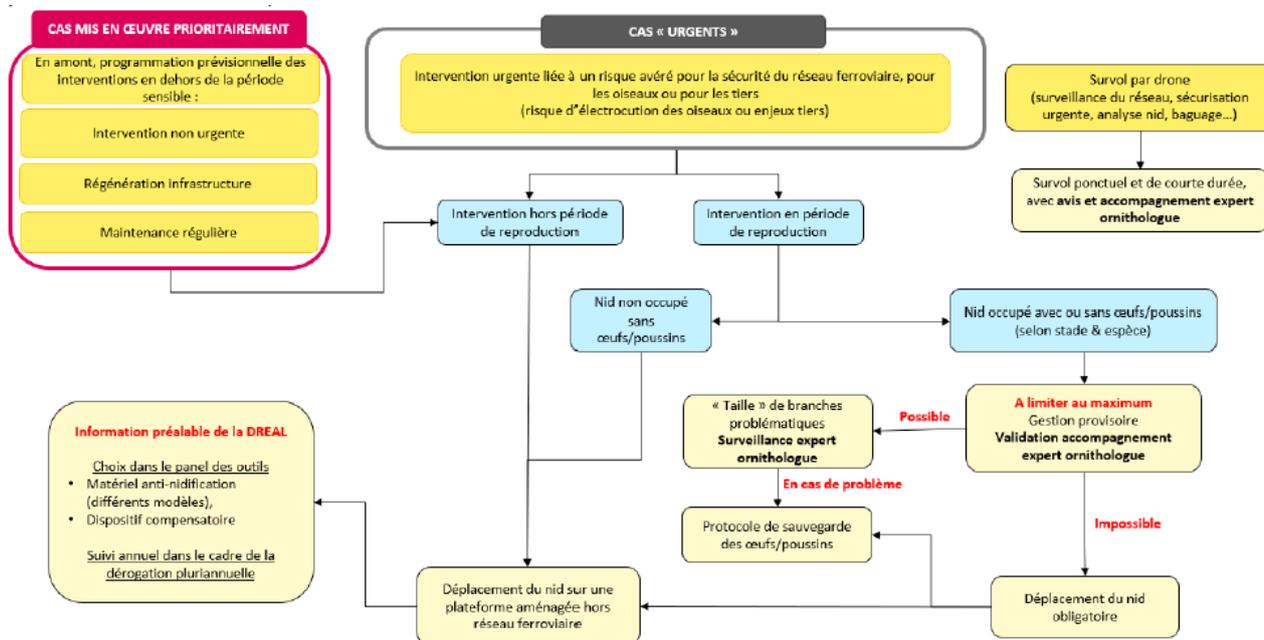 CAS MIS EN ŒUVRE PRIORITAIREMENT
En amont, programmation prévisionnelle des
interventions en dehors de la période
sensible :
Intervention non urgente
Régénération infrastructure
Maintenance régulière
CAS « URGENTS »
Intervention urgente liée à un risque avéré pour la sécurité du réseau ferroviaire, pour
les oiseaux ou pour les tiers
(risque d"électrocution des oiseaux ou enjeux tiers)
Survol par drone
(surveillance du réseau, sécurisation
urgente, analyse nid, baguage...)
Survol ponctuel et de courte durée,
avec avis et accompagnement expert
ornithologue
Intervention hors période
de reproduction
Intervention en période
de reproduction
Nid non occupé
sans
œufs/poussins
Nid occupé avec ou sans œufs/poussins
(selon stade & espèce)
A limiter au maximum
Gestion provisoire
Validation accompagnement
expert ornithologue
Possible
« Taille » de branches
problématiques
Surveillance expert
ornithologue
En cas de problème
Protocole de sauvegarde
des œufs/poussins
Impossible
Déplacement du nid
obligatoire
Déplacement du nid sur une
plateforme aménagée hors
réseau ferroviaire
Information préalable de la DREAL
Choix dans le panel des outils
• Matériel anti-nidification
(différents modèles),
• Dispositif compensatoire
Suivi annuel dans le cadre de la
dérogation pluriannuelle